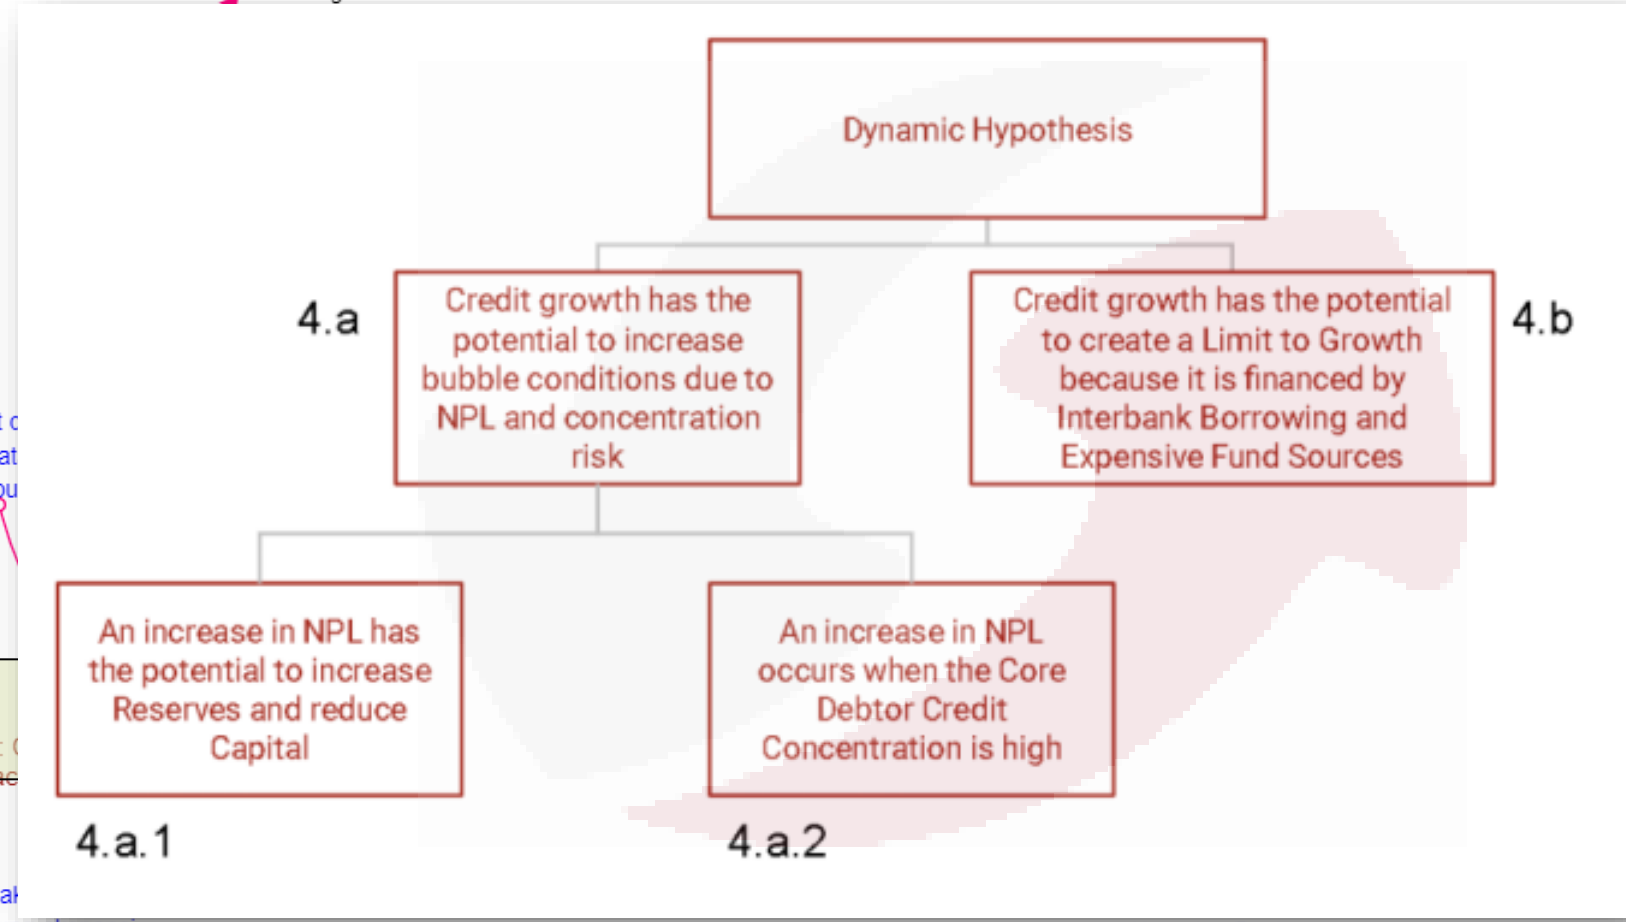 Dynamic Hypothesis
4.a
Credit growth has the
potential to increase
bubble conditions due to
NPL and concentration
risk
Credit growth has the potential
to create a Limit to Growth
because it is financed by
Interbank Borrowing and
Expensive Fund Sources
4.b
An increase in NPL has
the potential to increase
Reserves and reduce
Capital
An increase in NPL
occurs when the Core
Debtor Credit
Concentration is high
4.a.1
4.a.2